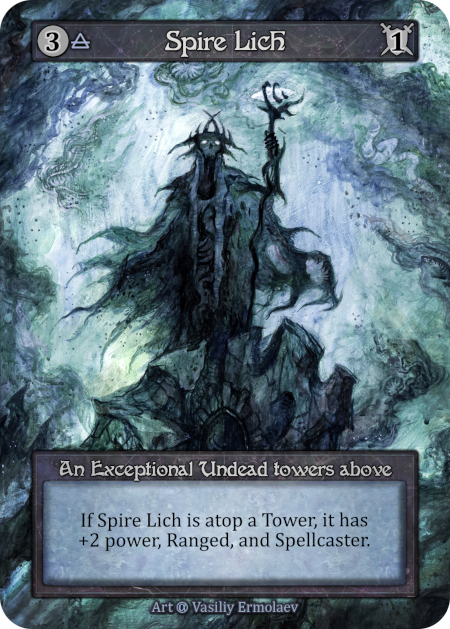 3 Spire Lich 1
An Exceptional Undead towers above
If Spire Lich is atop a Tower, it has
+2 power, Ranged, and Spellcaster.
Art @ Vasiliy Ermolaev